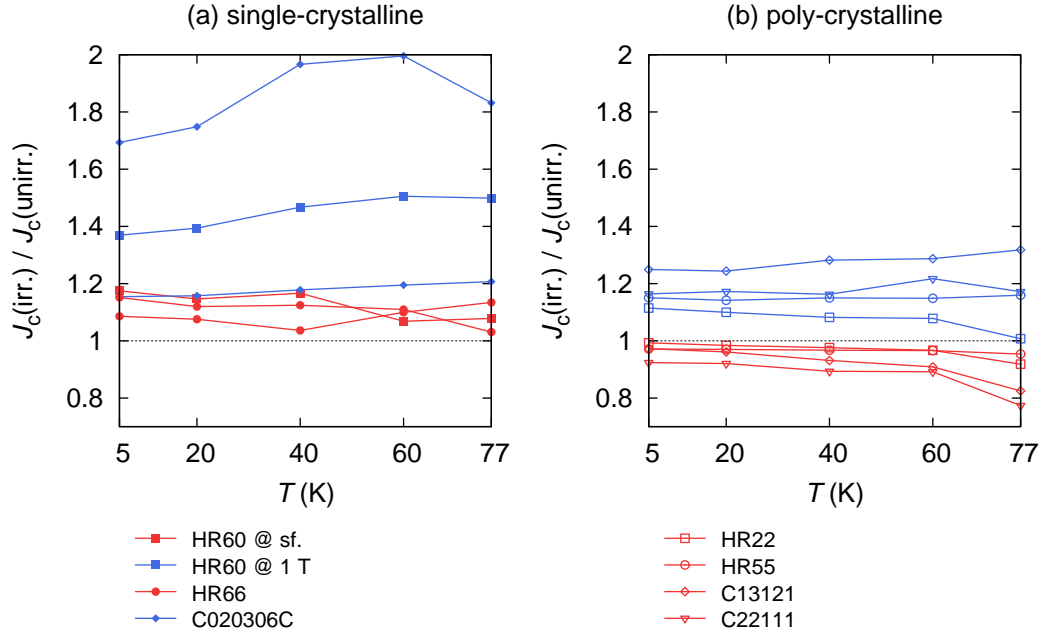 (a) single-crystalline
(b) poly-crystalline
Jc(irr.) / Jc(unirr.)
2
1.8
1.6
1.4
1.2
1
0.8
5 20 40 60 77
T (K)
Jc(irr.) / Jc(unirr.)
2
1.8
1.6
1.4
1.2
1
0.8
5 20 40 60 77
T (K)
HR60 @ sf.
HR60 @ 1 T
HR66
C020306C
HR22
HR55
C13121
C22111